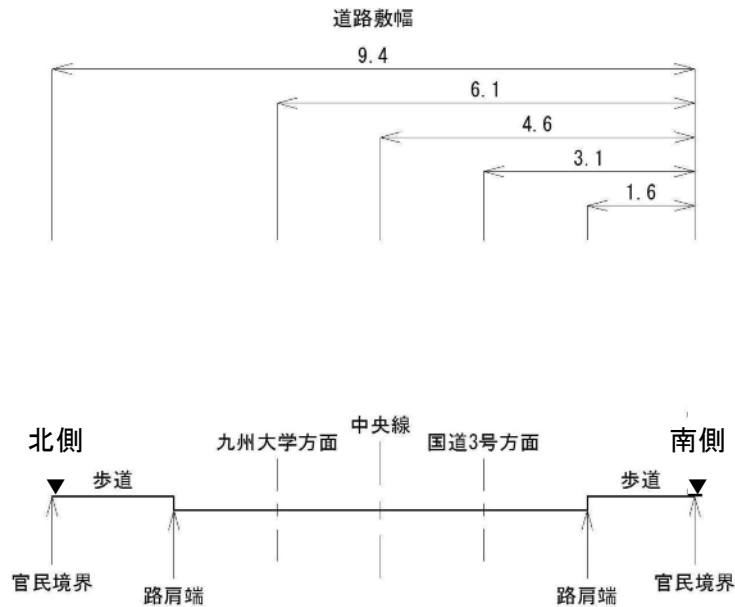 道路敷幅
9.4
6.1
4.6
3.1
1.6
北側
九州大学方面
中央線
国道3号方面
南側
歩道
歩道
官民境界
路肩端
路肩端
官民境界